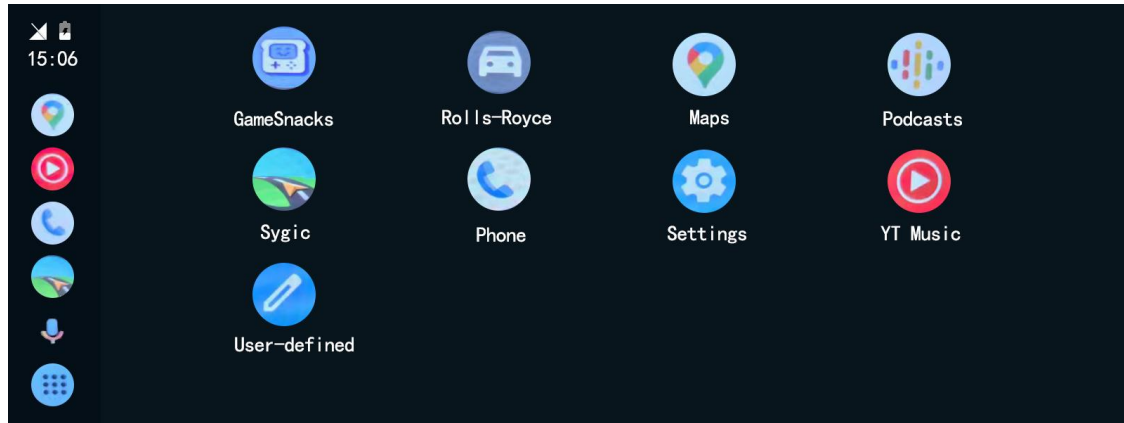 15:06
GameSnacks
Rolls-Royce
Maps
Podcasts
Sygic
Phone
Settings
YT Music
User-defined